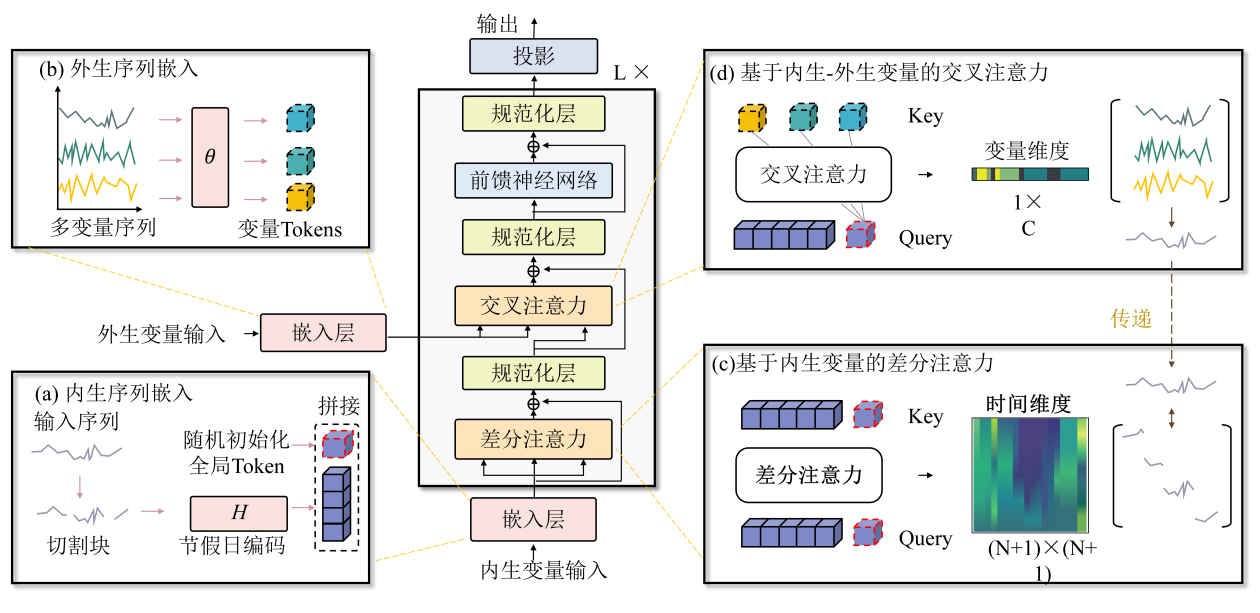 (b) 外生序列嵌入
θ
多变量序列
变量Tokens
外生变量输入
嵌入层
(a) 内生序列嵌入
输入序列
拼接
随机初始化
全局Token
H
切割块
节假日编码
输出
投影
L ×
规范化层
前馈神经网络
规范化层
交叉注意力
规范化层
差分注意力
嵌入层
内生变量输入
(d) 基于内生-外生变量的交叉注意力
Key
交叉注意力
变量维度
1×
C
Query
传递
(c)基于内生变量的差分注意力
Key
时间维度
差分注意力
Query
(N+1)×(N+
1)